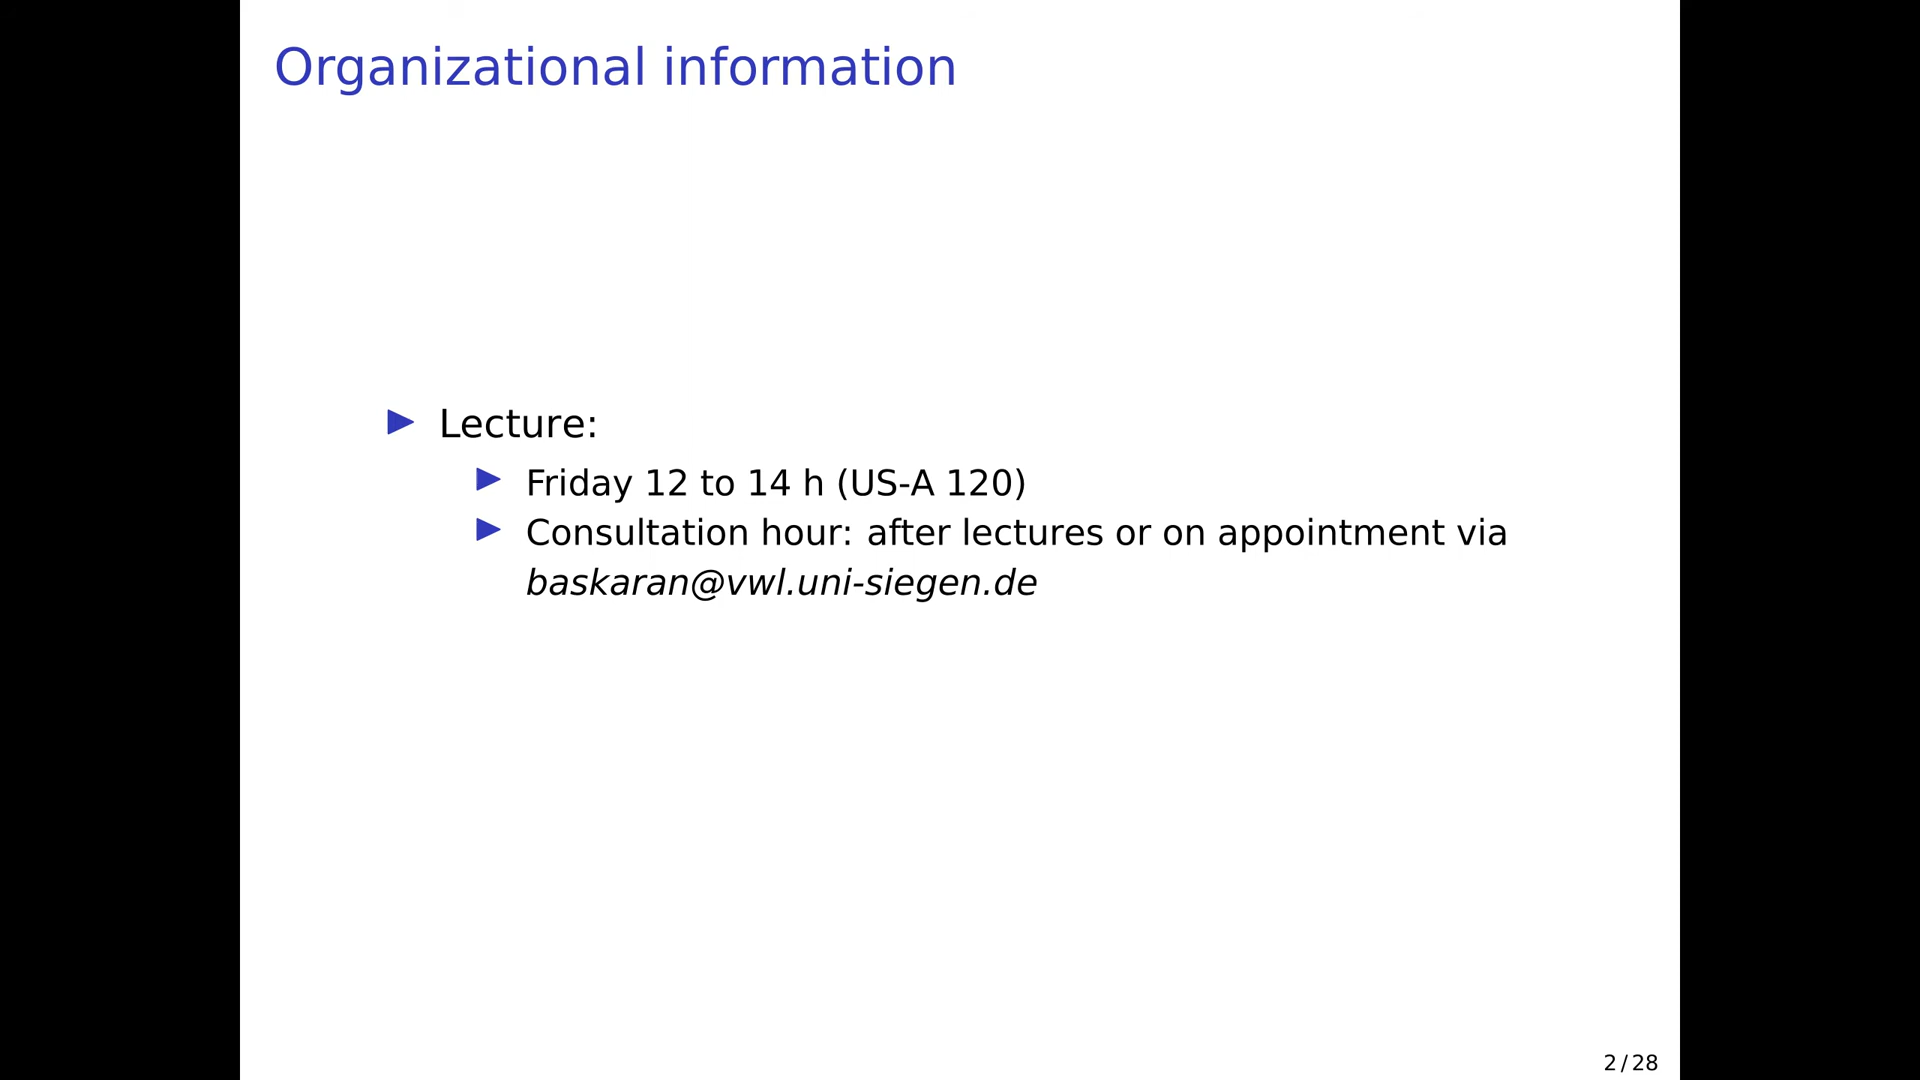 Organizational information
Lecture:
Friday 12 to 14 h (US-A 120)
Consultation hour: after lectures or on appointment via
baskaran@vwl.uni-siegen.de
2 / 28